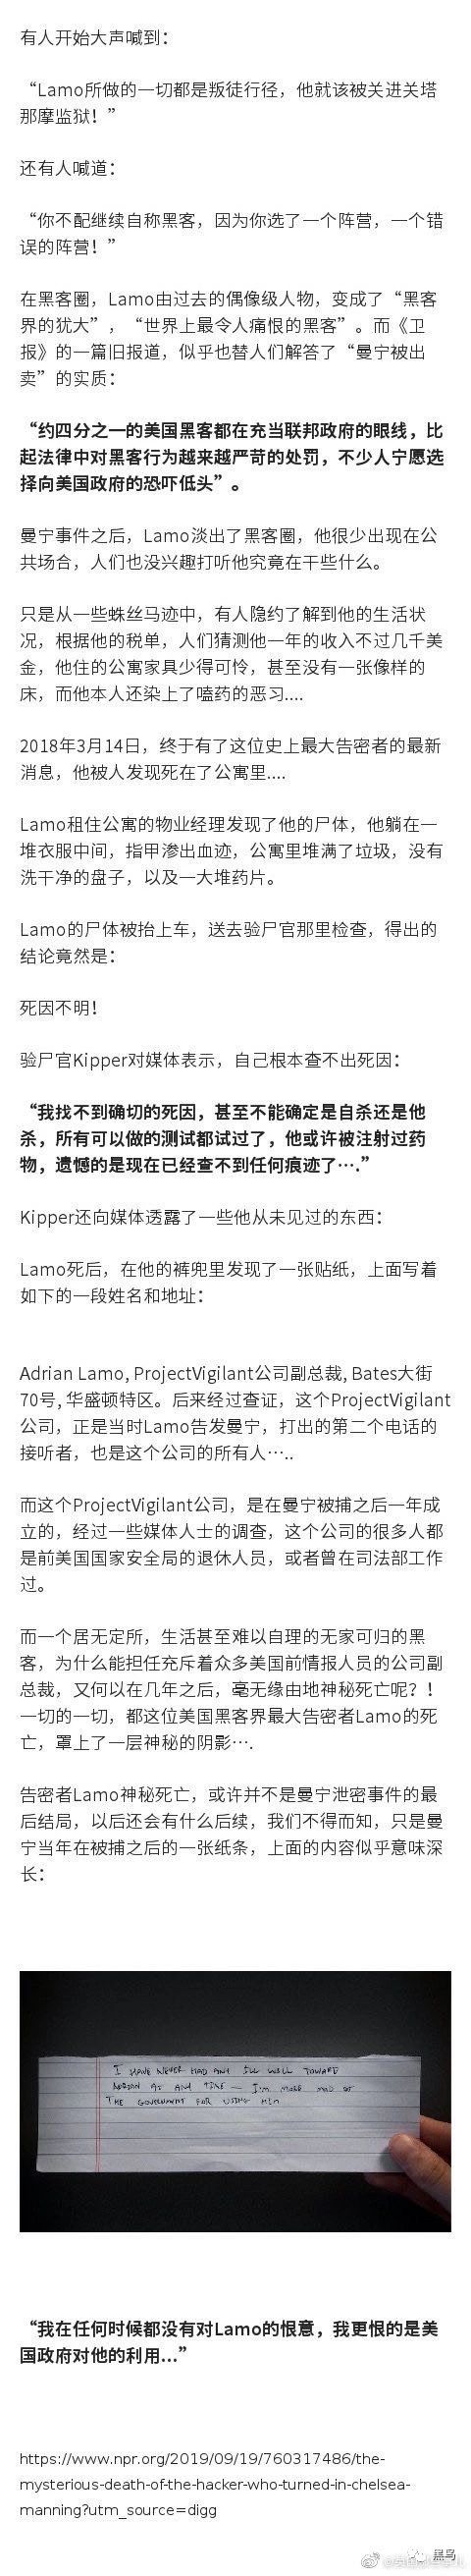 有人开始大声喊到：
“Lamo所做的一切都是叛徒行径，他就该被关进关塔
那摩监狱！”
还有人喊道：
“你不配继续自称黑客，因为你选了一个阵营，一个错
误的阵营！”
在黑客圈，Lamo由过去的偶像级人物，变成了“黑客
界的犹大”，“世界上最令人痛恨的黑客”。而《卫
报》的一篇旧报道，似乎也替人们解答了“曼宁被出
卖”的实质：
“约四分之一的美国黑客都在充当联邦政府的眼线，比
起法律中对黑客行为越来越严苛的处罚，不少人宁愿选
择向美国政府的恐吓低头”。
曼宁事件之后，Lamo淡出了黑客圈，他很少出现在公
共场合，人们也没兴趣打听他究竟在干些什么。
只是从一些蛛丝马迹中，有人隐约了解到他的生活状
况，根据他的税单，人们猜测他一年的收入不过几千美
金，他住的公寓家具少得可怜，甚至没有一张像样的
床，而他本人还染上了嗑药的恶习....
2018年3月14日，终于有了这位史上最大告密者的最新
消息，他被人发现死在了公寓里....
Lamo租住公寓的物业经理发现了他的尸体，他躺在一
堆衣服中间，指甲渗出血迹，公寓里堆满了垃圾，没有
洗干净的盘子，以及一大堆药片。
Lamo的尸体被抬上车，送去验尸官那里检查，得出的
结论竟然是：
死因不明！
验尸官Kipper对媒体表示，自己根本查不出死因：
“我找不到确切的死因，甚至不能确定是自杀还是他
杀，所有可以做的测试都试过了，他或许被注射过药
物，遗憾的是现在已经查不到任何痕迹了….”
Kipper还向媒体透露了一些他从未见过的东西：
Lamo死后，在他的裤兜里发现了一张贴纸，上面写着
如下的一段姓名和地址：
Adrian Lamo, ProjectVigilant公司副总裁, Bates大街
70号, 华盛顿特区。后来经过查证，这个ProjectVigilant
公司，正是当时Lamo告发曼宁，打出的第二个电话的
接听者，也是这个公司的所有人…..
而这个ProjectVigilant公司，是在曼宁被捕之后一年成
立的，经过一些媒体人士的调查，这个公司的很多人都
是前美国国家安全局的退休人员，或者曾在司法部工作
过。
而一个居无定所，生活甚至难以自理的无家可归的黑
客，为什么能担任充斥着众多美国前情报人员的公司副
总裁，又何以在几年之后，毫无缘由地神秘死亡呢？！
一切的一切，都这位美国黑客界最大告密者Lamo的死
亡，罩上了一层神秘的阴影….
告密者Lamo神秘死亡，或许并不是曼宁泄密事件的最
后结局，以后还会有什么后续，我们不得而知，只是曼
宁当年在被捕之后的一张纸条，上面的内容似乎意味深
长：
I HAVE NEVER HAD ANY ILL WILL TOWARD
ADRIAN AT ANY TIME — I'M MORE MAD AT
THE GOVERNMENT FOR USING HIM
“我在任何时候都没有对Lamo的恨意，我更恨的是美
国政府对他的利用...”
https://www.npr.org/2019/09/19/760317486/the-
mysterious-death-of-the-hacker-who-turned-in-chelsea-
manning?utm_source=digg
黑鸟